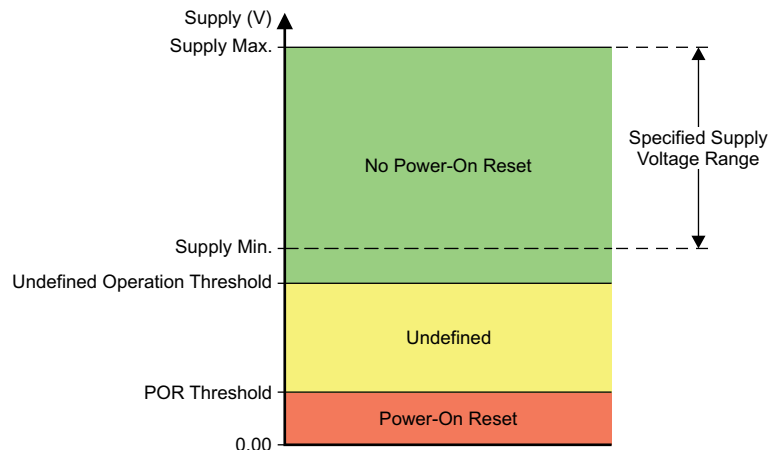 Supply (V)
Supply Max.
No Power-On Reset
Specified Supply
Voltage Range
Supply Min.
Undefined Operation Threshold
Undefined
POR Threshold
Power-On Reset
0.00